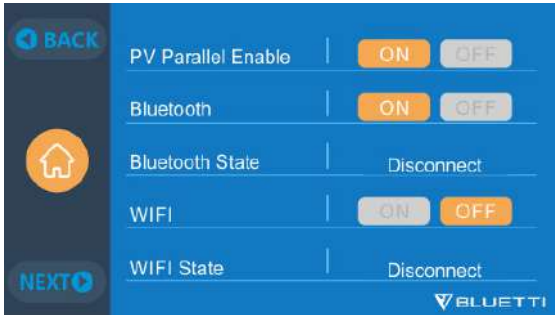 BACK
PV Parallel Enable ON OFF
Bluetooth ON OFF
Bluetooth State Disconnect
WIFI ON OFF
WIFI State Disconnect
NEXT
BLUETTI